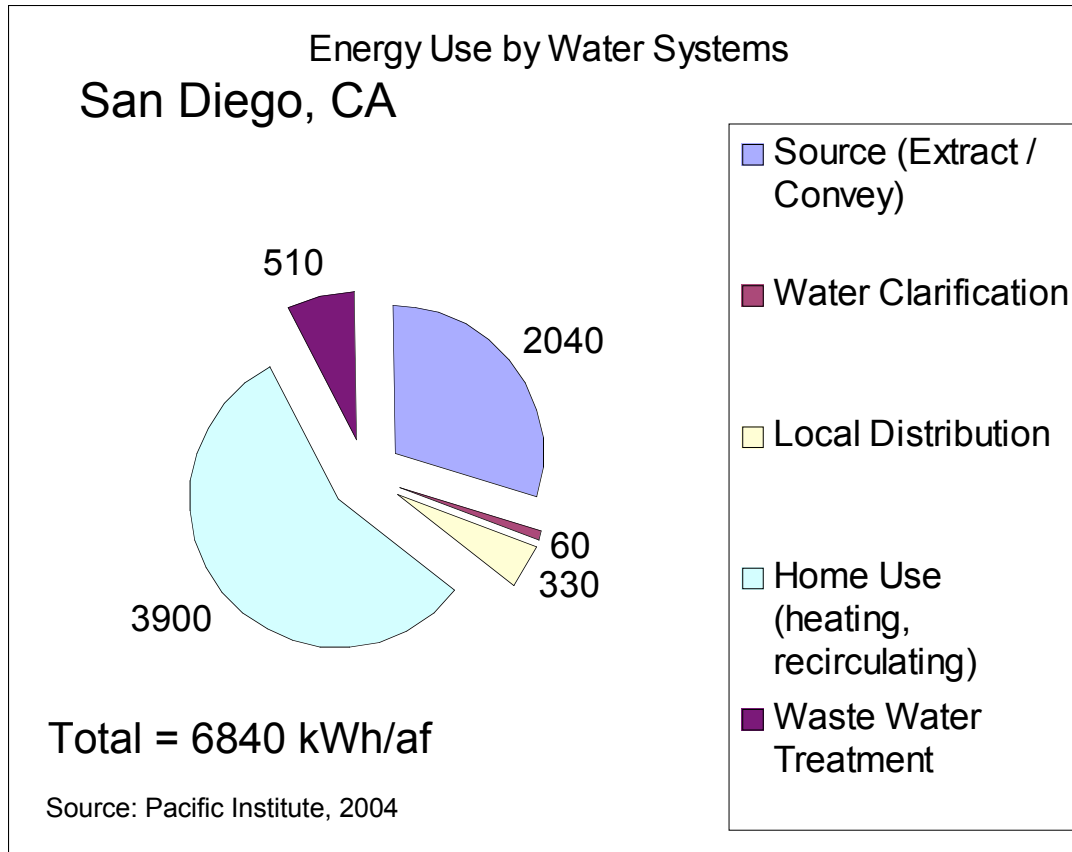 Energy Use by Water Systems
San Diego, CA
510
2040
60
330
3900
Total = 6840 kWh/af
Source: Pacific Institute, 2004
Source (Extract /
Convey)
Water Clarification
Local Distribution
Home Use
(heating,
recirculating)
Waste Water
Treatment